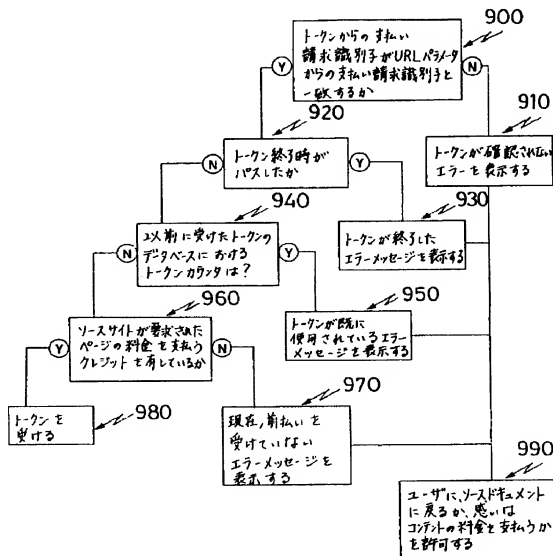 900
トークンからの支払い
請求識別子がURLパラメータ
からの支払い請求識別子と
一致するか
Y
N
910
トークンが確認されない
エラーを表示する
920
トークン終了時が
パスしたか
N
Y
930
トークンが終了した
エラーメッセージを表示する
940
以前に受けたトークンの
データベースにおける
トークンカウンタは?
N
Y
950
トークンが既に
使用されているエラー
メッセージを表示する
960
ソースサイトが要求された
ページの料金を支払う
クレジットを有しているか
Y
N
970
現在,前払いを
受けていない
エラーメッセージを
表示する
980
トークンを
受ける
990
ユーザに、ソースドキュメント
に戻るか、或いは
コンテントの料金を支払うか
を許可する